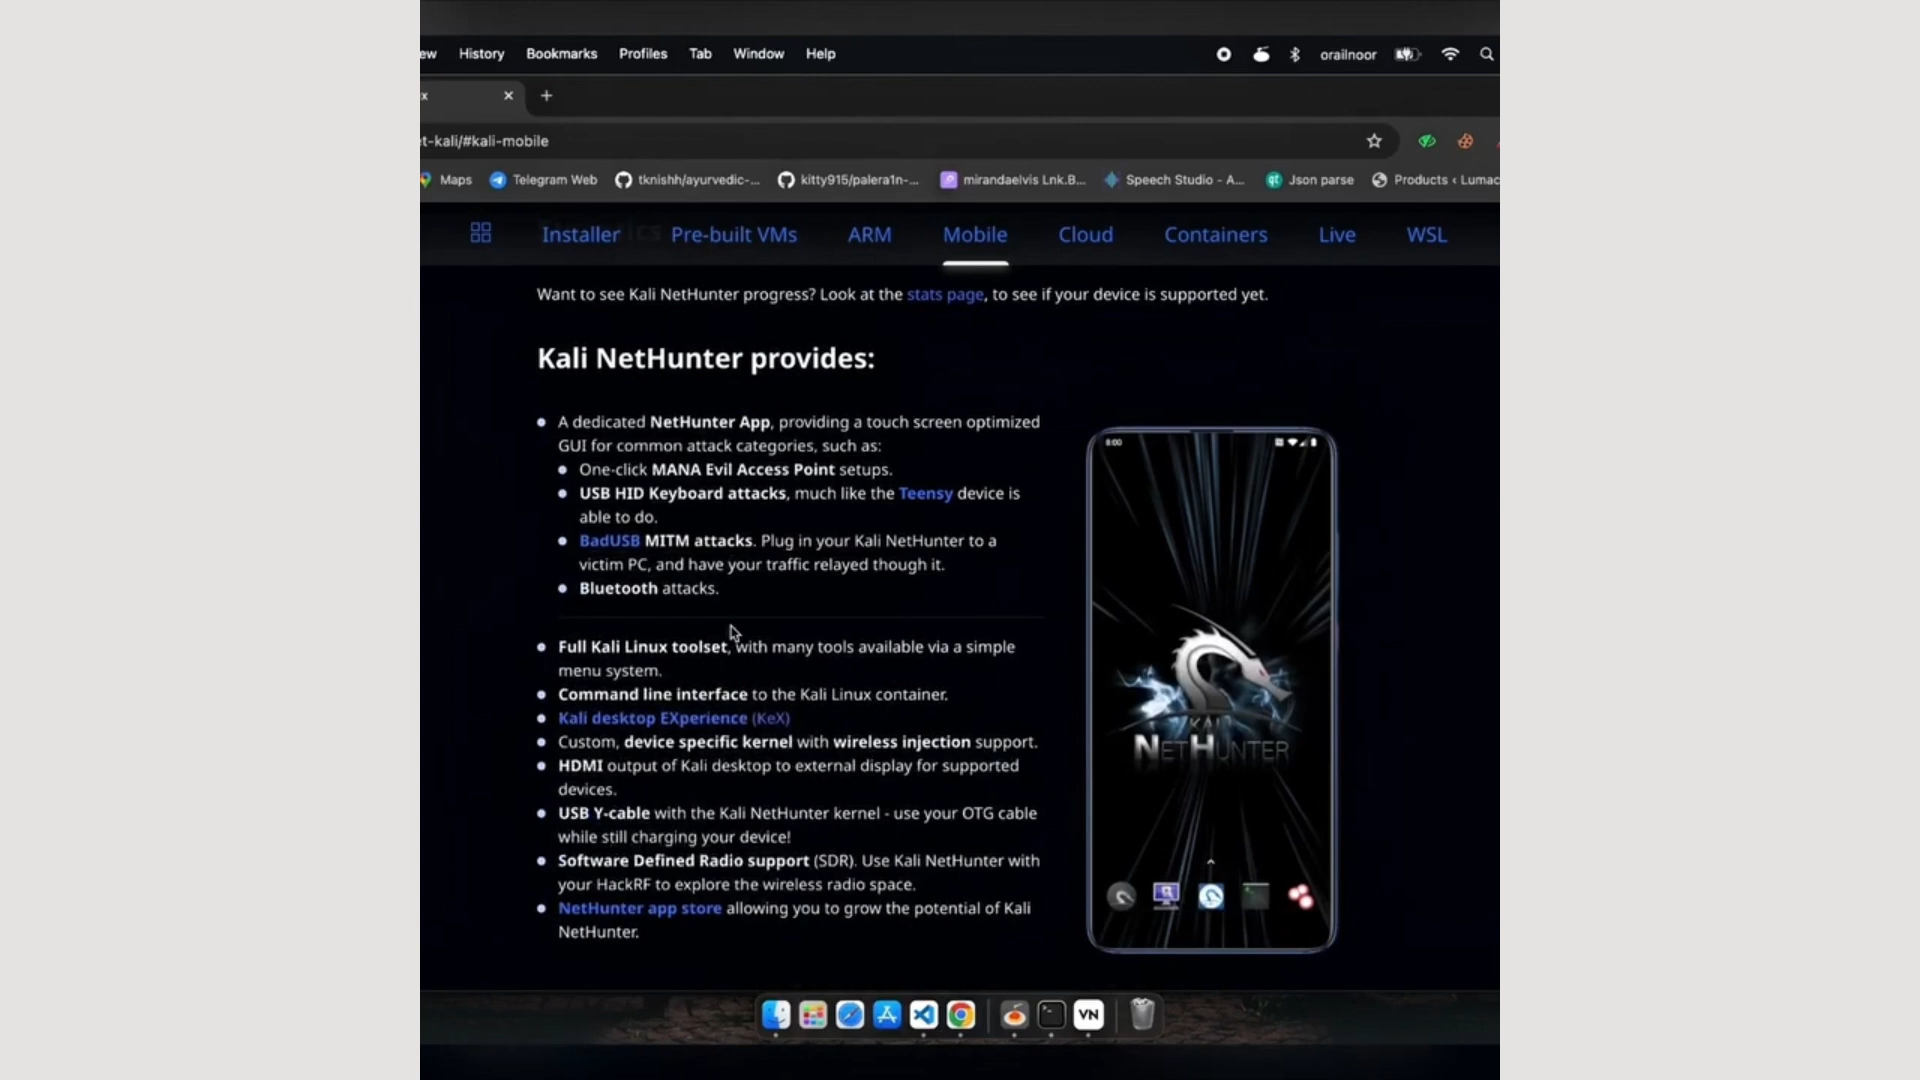 ew History Bookmarks Profiles Tab Window Help orailnoor
x
t-kali/#kali-mobile
Maps Telegram Web tknishh/ayurvedic-... kitty915/palera1n-... mirandaelvis Lnk.B... Speech Studio - A... Json parse Products ‹ Lumac
Installer Pre-built VMs ARM Mobile Cloud Containers Live WSL
Want to see Kali NetHunter progress? Look at the stats page, to see if your device is supported yet.
Kali NetHunter provides:
A dedicated NetHunter App, providing a touch screen optimized
GUI for common attack categories, such as:
One-click MANA Evil Access Point setups.
USB HID Keyboard attacks, much like the Teensy device is
able to do.
BadUSB MITM attacks. Plug in your Kali NetHunter to a
victim PC, and have your traffic relayed though it.
Bluetooth attacks.
Full Kali Linux toolset, with many tools available via a simple
menu system.
Command line interface to the Kali Linux container.
Kali desktop EXperience (KeX)
Custom, device specific kernel with wireless injection support.
HDMI output of Kali desktop to external display for supported
devices.
USB Y-cable with the Kali NetHunter kernel - use your OTG cable
while still charging your device!
Software Defined Radio support (SDR). Use Kali NetHunter with
your HackRF to explore the wireless radio space.
NetHunter app store allowing you to grow the potential of Kali
NetHunter.
8:00
KALI
NETHUNTER
VN